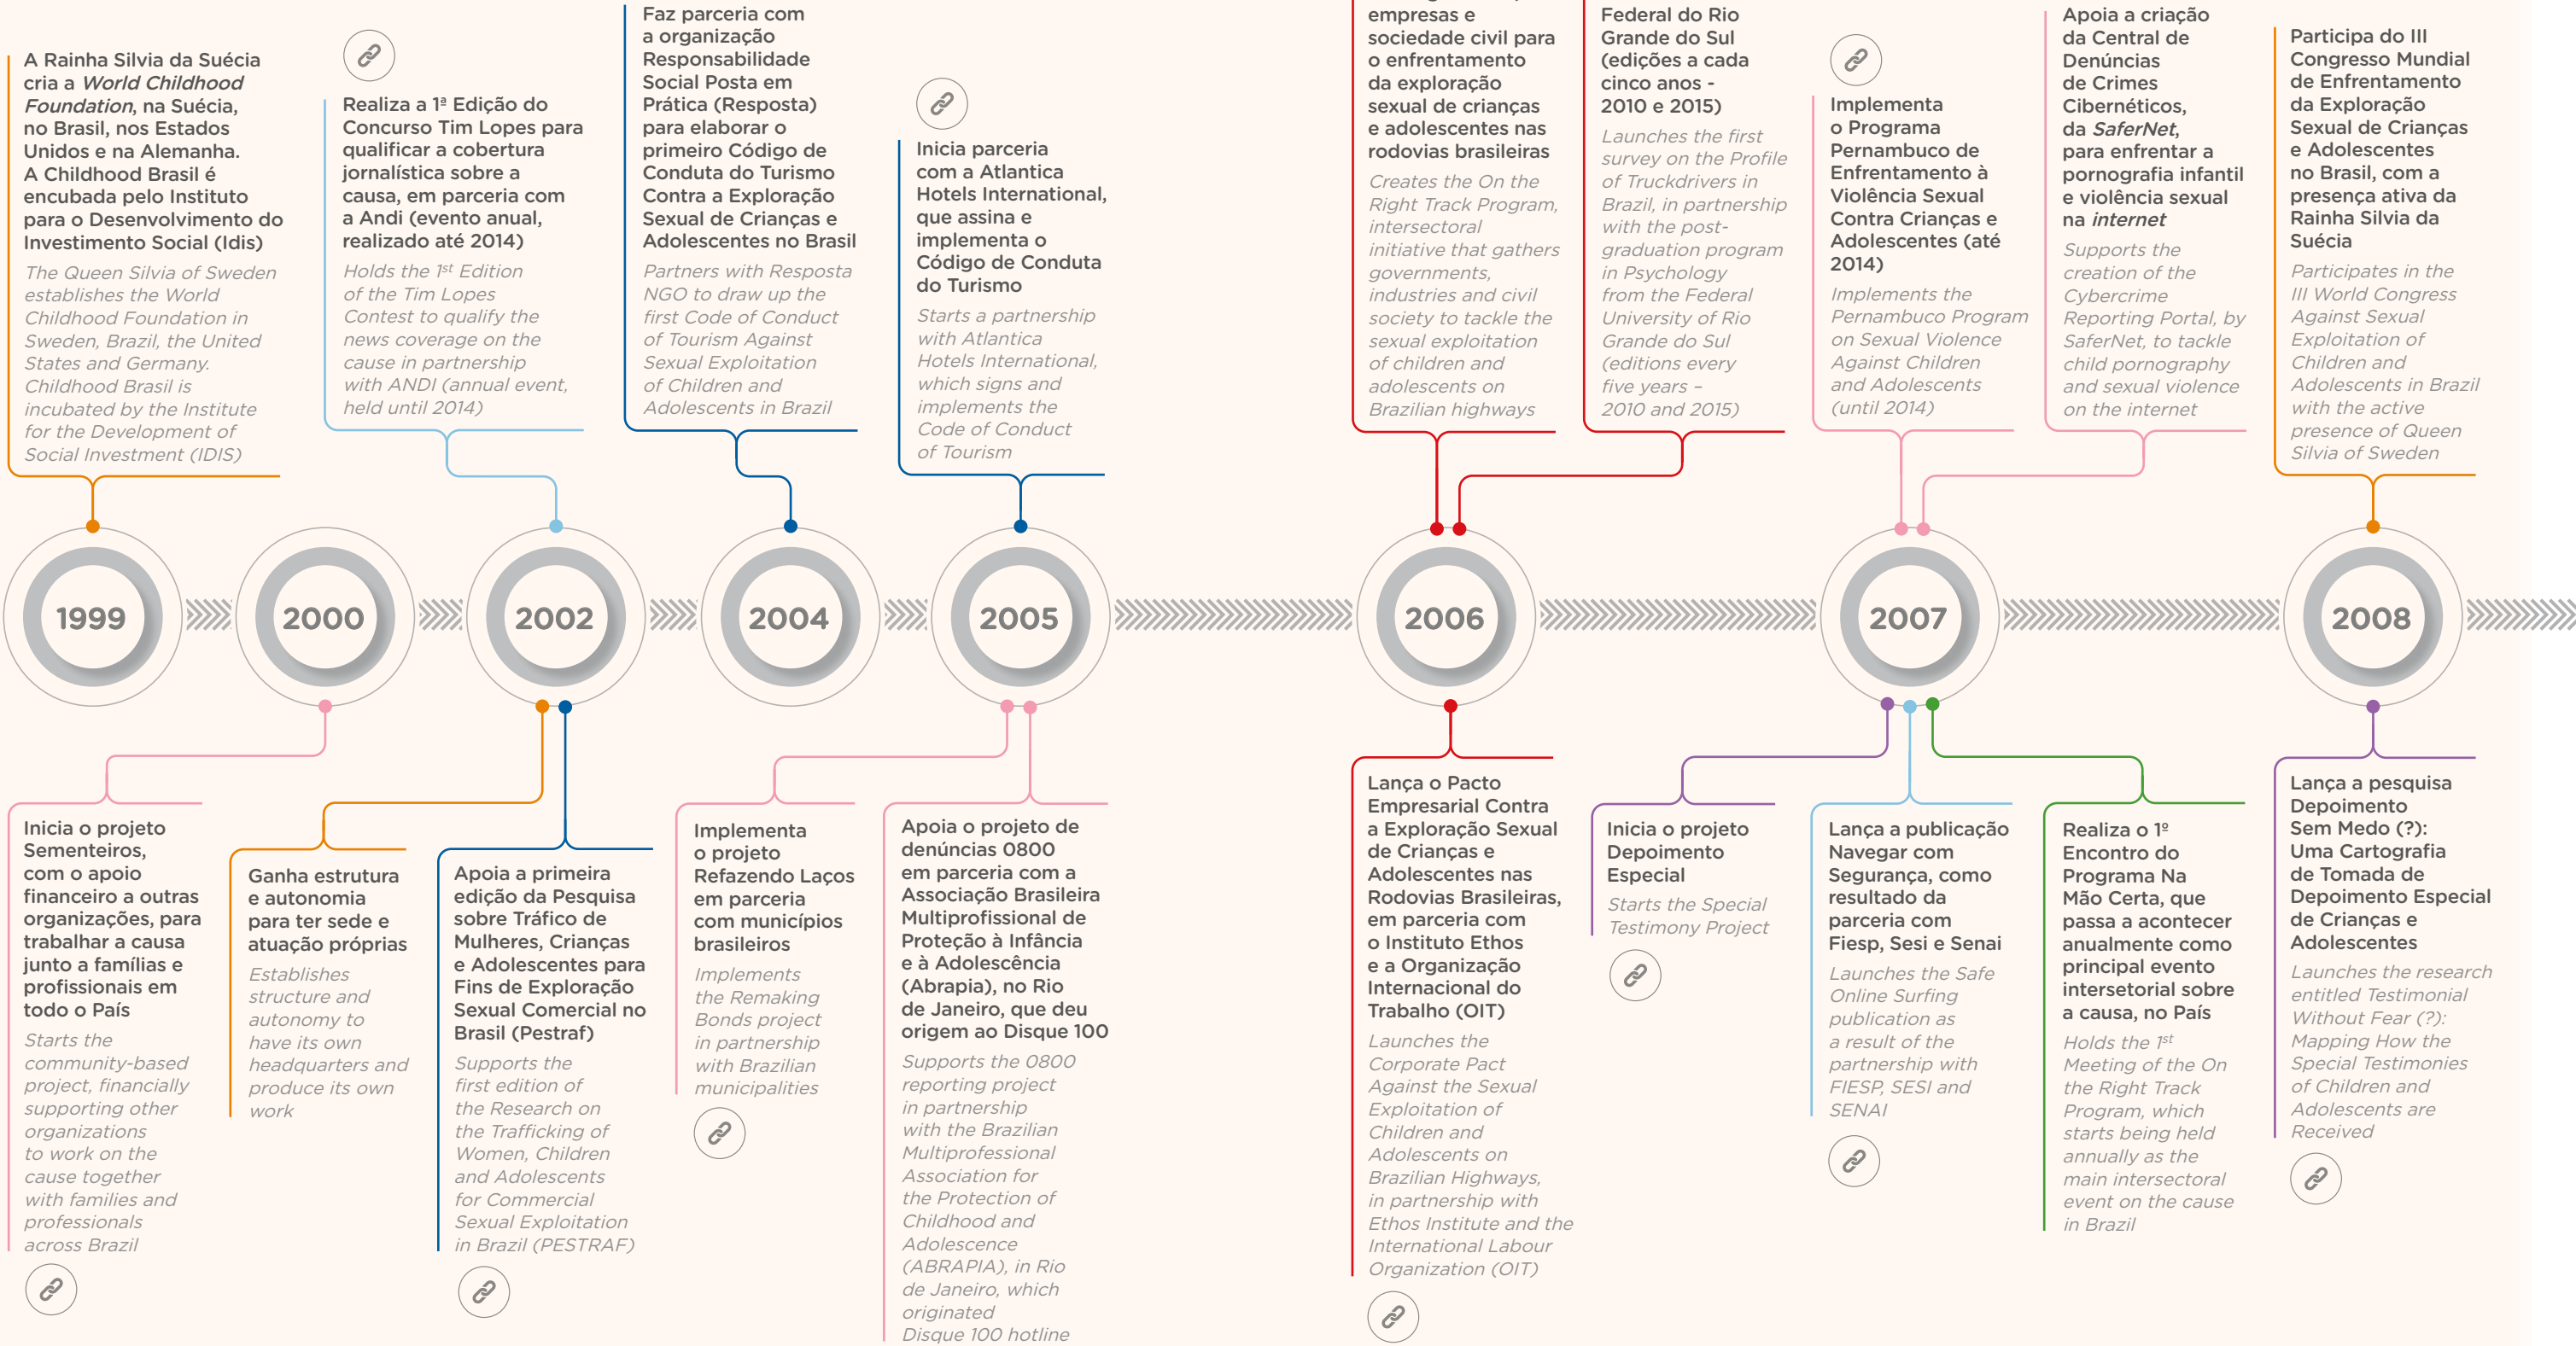 A Rainha Silvia da Suécia
cria a World Childhood
Foundation, na Suécia,
no Brasil, nos Estados
Unidos e na Alemanha.
A Childhood Brasil é
encubada pelo Instituto
para o Desenvolvimento do
Investimento Social (Idis)
The Queen Silvia of Sweden
establishes the World
Childhood Foundation in
Sweden, Brazil, the United
States and Germany.
Childhood Brasil is
incubated by the Institute
for the Development of
Social Investment (IDIS)
Realiza a 1ª Edição do
Concurso Tim Lopes para
qualificar a cobertura
jornalística sobre a
causa, em parceria com
a Andi (evento anual,
realizado até 2014)
Holds the 1st Edition
of the Tim Lopes
Contest to qualify the
news coverage on the
cause in partnership
with ANDI (annual event,
held until 2014)
Faz parceria com
a organização
Responsabilidade
Social Posta em
Prática (Resposta)
para elaborar o
primeiro Código de
Conduta do Turismo
Contra a Exploração
Sexual de Crianças e
Adolescentes no Brasil
Partners with Resposta
NGO to draw up the
first Code of Conduct
of Tourism Against
Sexual Exploitation
of Children and
Adolescents in Brazil
Inicia parceria
com a Atlantica
Hotels International,
que assina e
implementa o
Código de Conduta
do Turismo
Starts a partnership
with Atlantica
Hotels International,
which signs and
implements the
Code of Conduct
of Tourism
empresas e
sociedade civil para
o enfrentamento
da exploração
sexual de crianças
e adolescentes nas
rodovias brasileiras
Creates the On the
Right Track Program,
intersectoral
initiative that gathers
governments,
industries and civil
society to tackle the
sexual exploitation
of children and
adolescents on
Brazilian highways
Federal do Rio
Grande do Sul
(edições a cada
cinco anos -
2010 e 2015)
Launches the first
survey on the Profile
of Truckdrivers in
Brazil, in partnership
with the post-
graduation program
in Psychology
from the Federal
University of Rio
Grande do Sul
(editions every
five years –
2010 and 2015)
Implementa
o Programa
Pernambuco de
Enfrentamento à
Violência Sexual
Contra Crianças e
Adolescentes (até
2014)
Implements the
Pernambuco Program
on Sexual Violence
Against Children
and Adolescents
(until 2014)
Apoia a criação
da Central de
Denúncias
de Crimes
Cibernéticos,
da SaferNet,
para enfrentar a
pornografia infantil
e violência sexual
na internet
Supports the
creation of the
Cybercrime
Reporting Portal, by
SaferNet, to tackle
child pornography
and sexual violence
on the internet
Participa do III
Congresso Mundial
de Enfrentamento
da Exploração
Sexual de Crianças
e Adolescentes
no Brasil, com a
presença ativa da
Rainha Silvia da
Suécia
Participates in the
III World Congress
Against Sexual
Exploitation of
Children and
Adolescents in Brazil
with the active
presence of Queen
Silvia of Sweden
1999
2000
2002
2004
2005
2006
2007
2008
Inicia o projeto
Sementeiros,
com o apoio
financeiro a outras
organizações, para
trabalhar a causa
junto a famílias e
profissionais em
todo o País
Starts the
community-based
project, financially
supporting other
organizations
to work on the
cause together
with families and
professionals
across Brazil
Ganha estrutura
e autonomia
para ter sede e
atuação próprias
Establishes
structure and
autonomy to
have its own
headquarters and
produce its own
work
Apoia a primeira
edição da Pesquisa
sobre Tráfico de
Mulheres, Crianças
e Adolescentes para
Fins de Exploração
Sexual Comercial no
Brasil (Pestraf)
Supports the
first edition of
the Research on
the Trafficking of
Women, Children
and Adolescents
for Commercial
Sexual Exploitation
in Brazil (PESTRAF)
Implementa
o projeto
Refazendo Laços
em parceria
com municípios
brasileiros
Implements
the Remaking
Bonds project
in partnership
with Brazilian
municipalities
Apoia o projeto de
denúncias 0800
em parceria com a
Associação Brasileira
Multiprofissional de
Proteção à Infância
e à Adolescência
(Abrapia), no Rio
de Janeiro, que deu
origem ao Disque 100
Supports the 0800
reporting project
in partnership
with the Brazilian
Multiprofessional
Association for
the Protection of
Childhood and
Adolescence
(ABRAPIA), in Rio
de Janeiro, which
originated
Disque 100 hotline
Lança o Pacto
Empresarial Contra
a Exploração Sexual
de Crianças e
Adolescentes nas
Rodovias Brasileiras,
em parceria com
o Instituto Ethos
e a Organização
Internacional do
Trabalho (OIT)
Launches the
Corporate Pact
Against the Sexual
Exploitation of
Children and
Adolescents on
Brazilian Highways,
in partnership with
Ethos Institute and the
International Labour
Organization (OIT)
Inicia o projeto
Depoimento
Especial
Starts the Special
Testimony Project
Lança a publicação
Navegar com
Segurança, como
resultado da
parceria com
Fiesp, Sesi e Senai
Launches the Safe
Online Surfing
publication as
a result of the
partnership with
FIESP, SESI and
SENAI
Realiza o 1º
Encontro do
Programa Na
Mão Certa, que
passa a acontecer
anualmente como
principal evento
intersetorial sobre
a causa, no País
Holds the 1st
Meeting of the On
the Right Track
Program, which
starts being held
annually as the
main intersectoral
event on the cause
in Brazil
Lança a pesquisa
Depoimento
Sem Medo (?):
Uma Cartografia
de Tomada de
Depoimento Especial
de Crianças e
Adolescentes
Launches the research
entitled Testimonial
Without Fear (?):
Mapping How the
Special Testimonies
of Children and
Adolescents are
Received